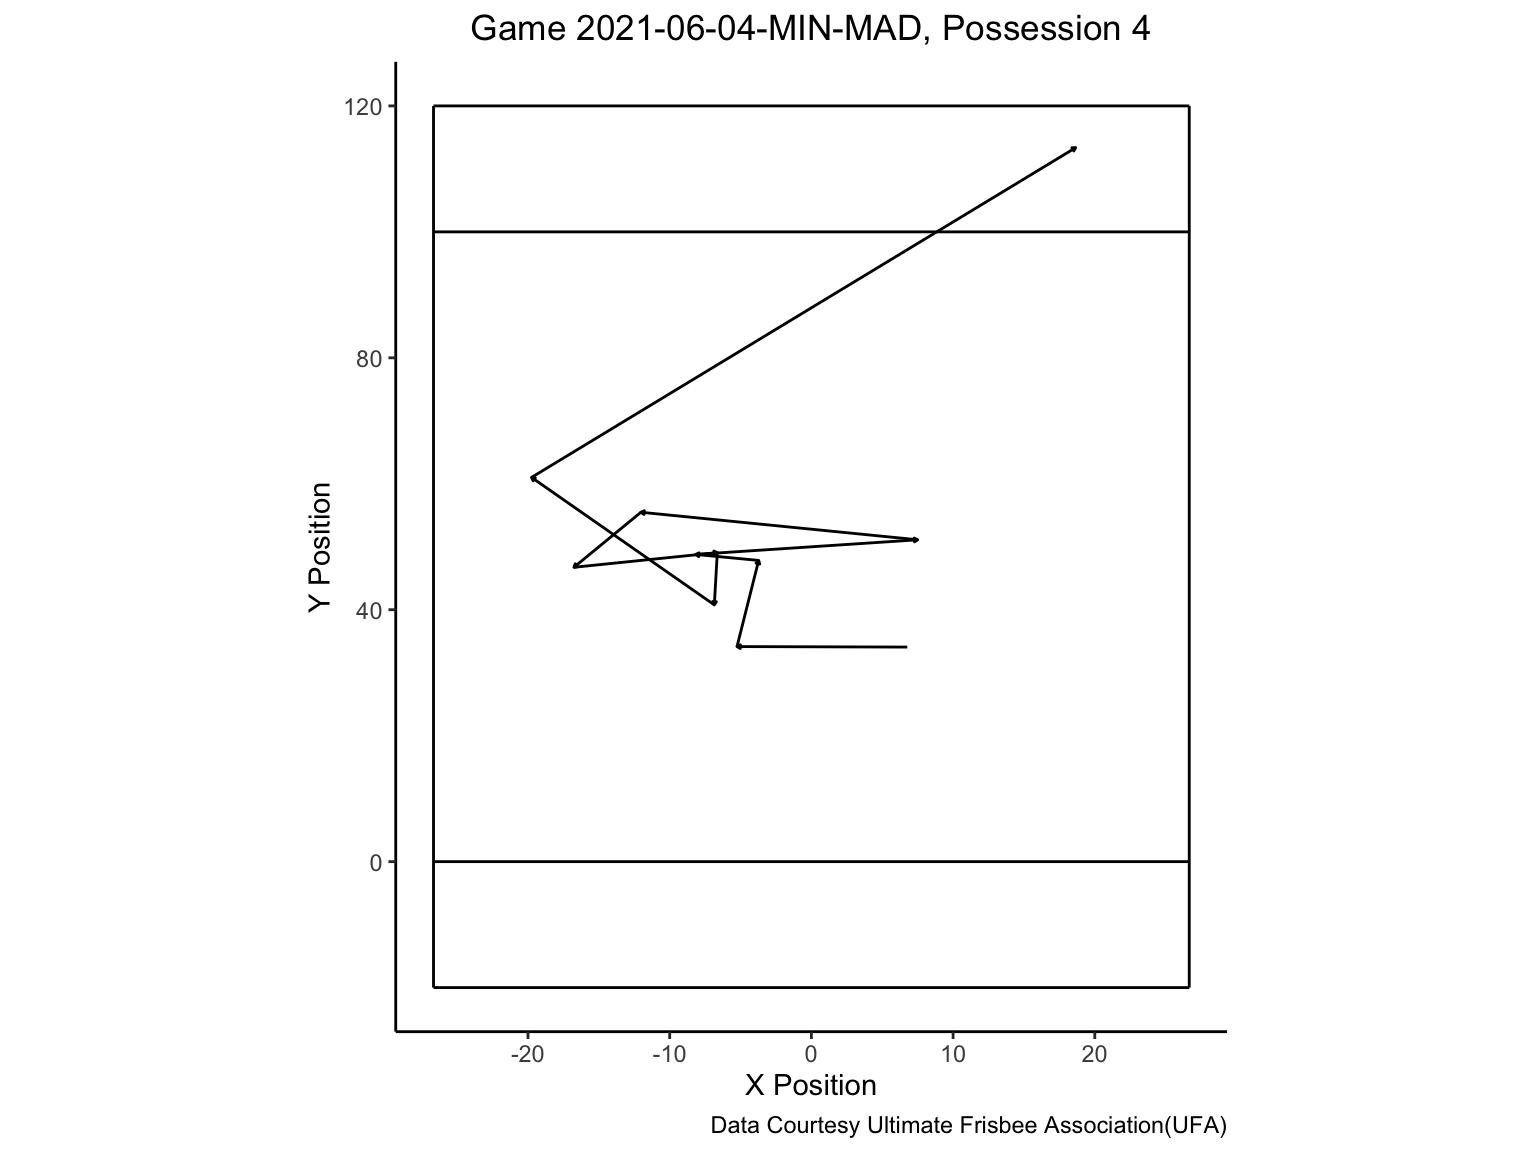 Game 2021-06-04-MIN-MAD, Possession 4
120
80
40
0
Y Position
-20 -10 0 10 20
X Position
Data Courtesy Ultimate Frisbee Association(UFA)